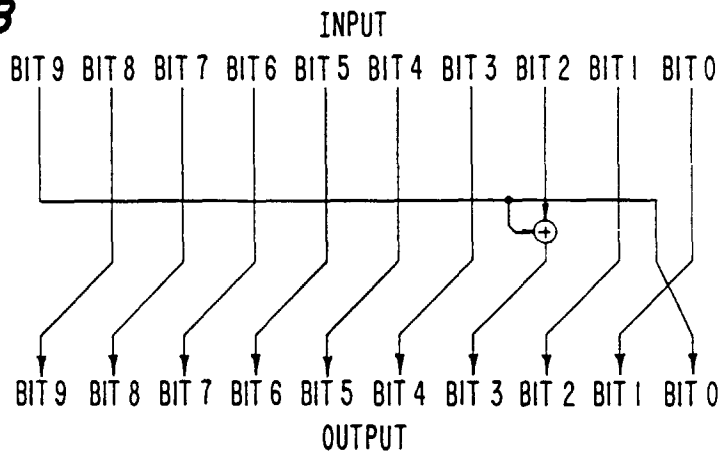 B
INPUT
BIT 9 BIT 8 BIT 7 BIT 6 BIT 5 BIT 4 BIT 3 BIT 2 BIT 1 BIT 0
+
BIT 9 BIT 8 BIT 7 BIT 6 BIT 5 BIT 4 BIT 3 BIT 2 BIT 1 BIT 0
OUTPUT